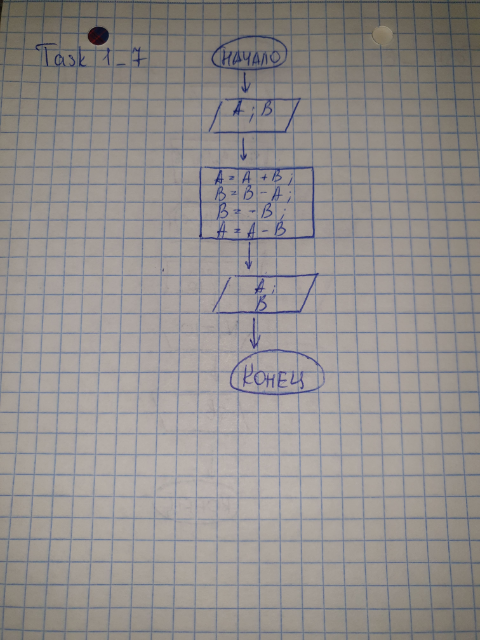 Task 1_7
НАЧАЛО
A ; B
A = A + B ;
B = B - A ;
B = - B ;
A = A - B
A ;
B
КОНЕЦ